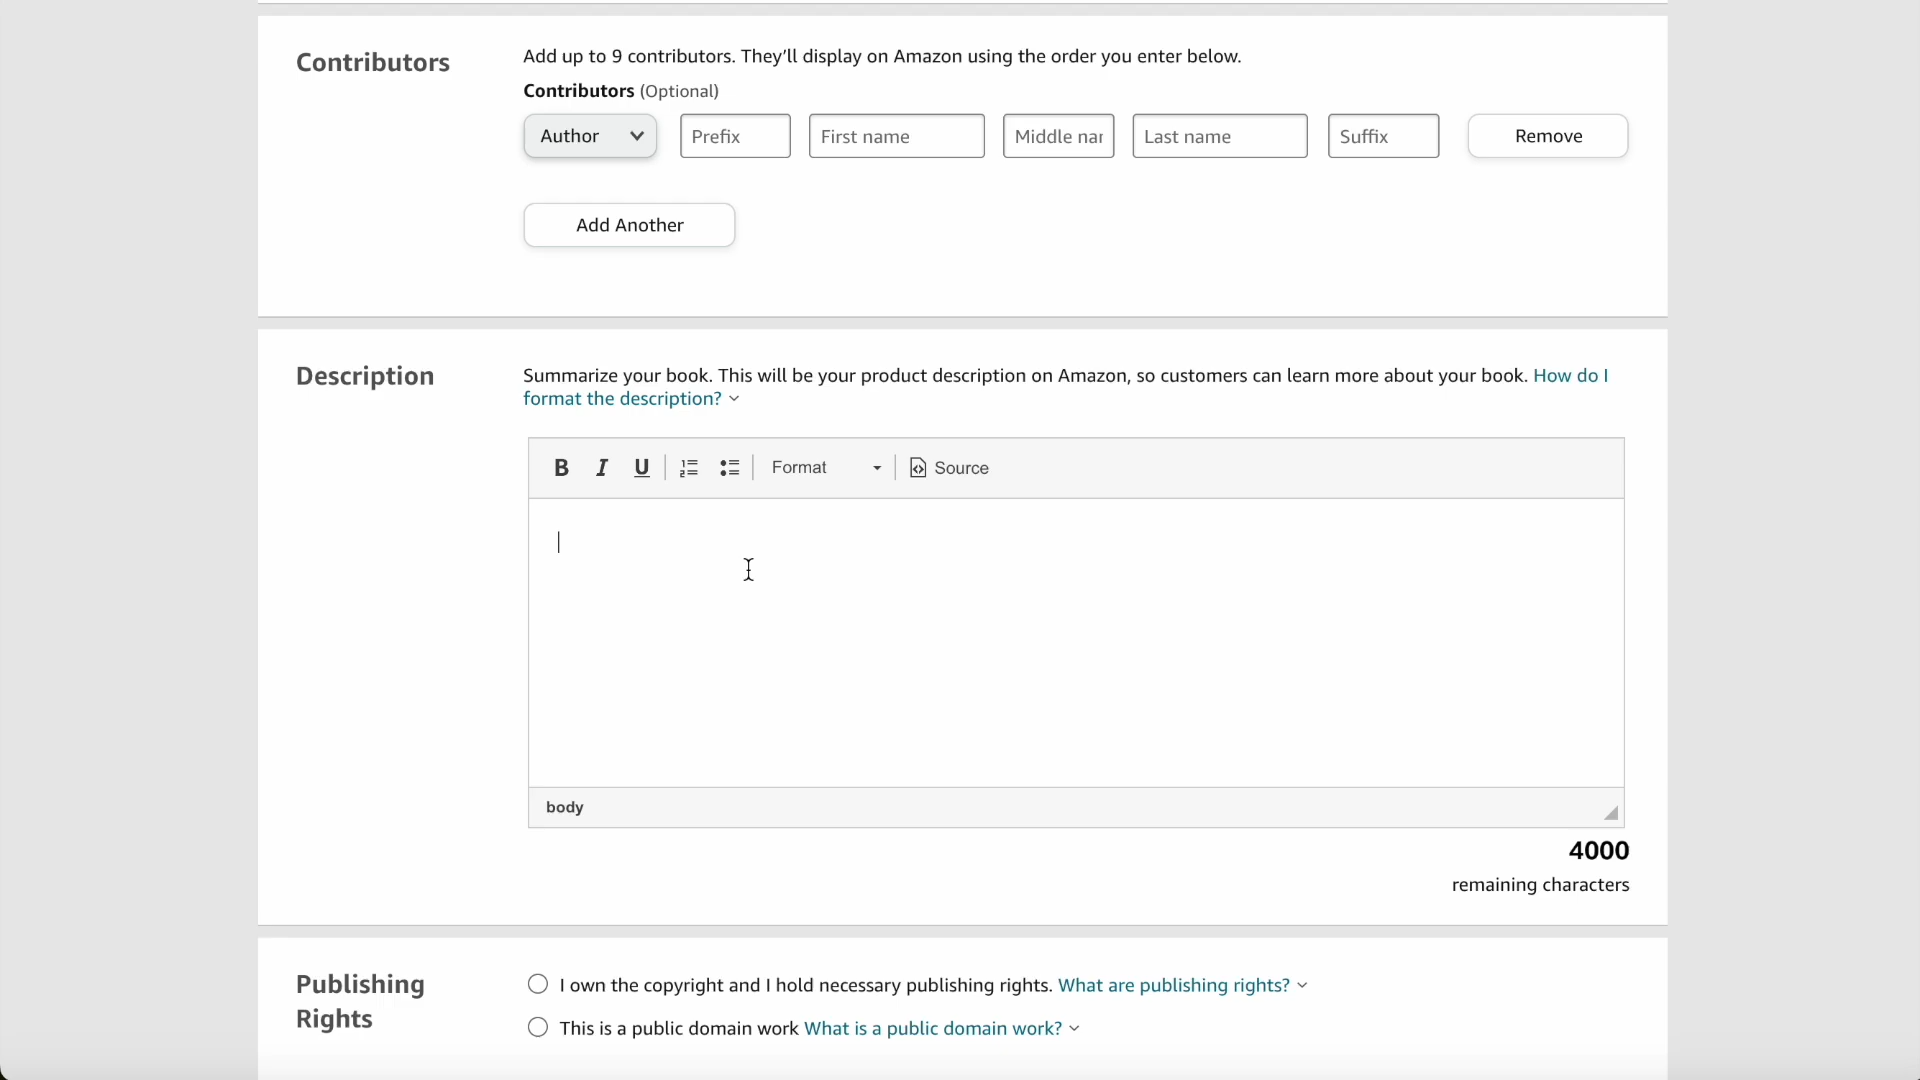 Contributors
Add up to 9 contributors. They'll display on Amazon using the order you enter below.
Contributors (Optional)
Author Prefix First name Middle nar Last name Suffix Remove
Add Another
Description
Summarize your book. This will be your product description on Amazon, so customers can learn more about your book. How do I
format the description?
B I U Format Source
body
4000
remaining characters
Publishing
Rights
I own the copyright and I hold necessary publishing rights. What are publishing rights?
This is a public domain work What is a public domain work?